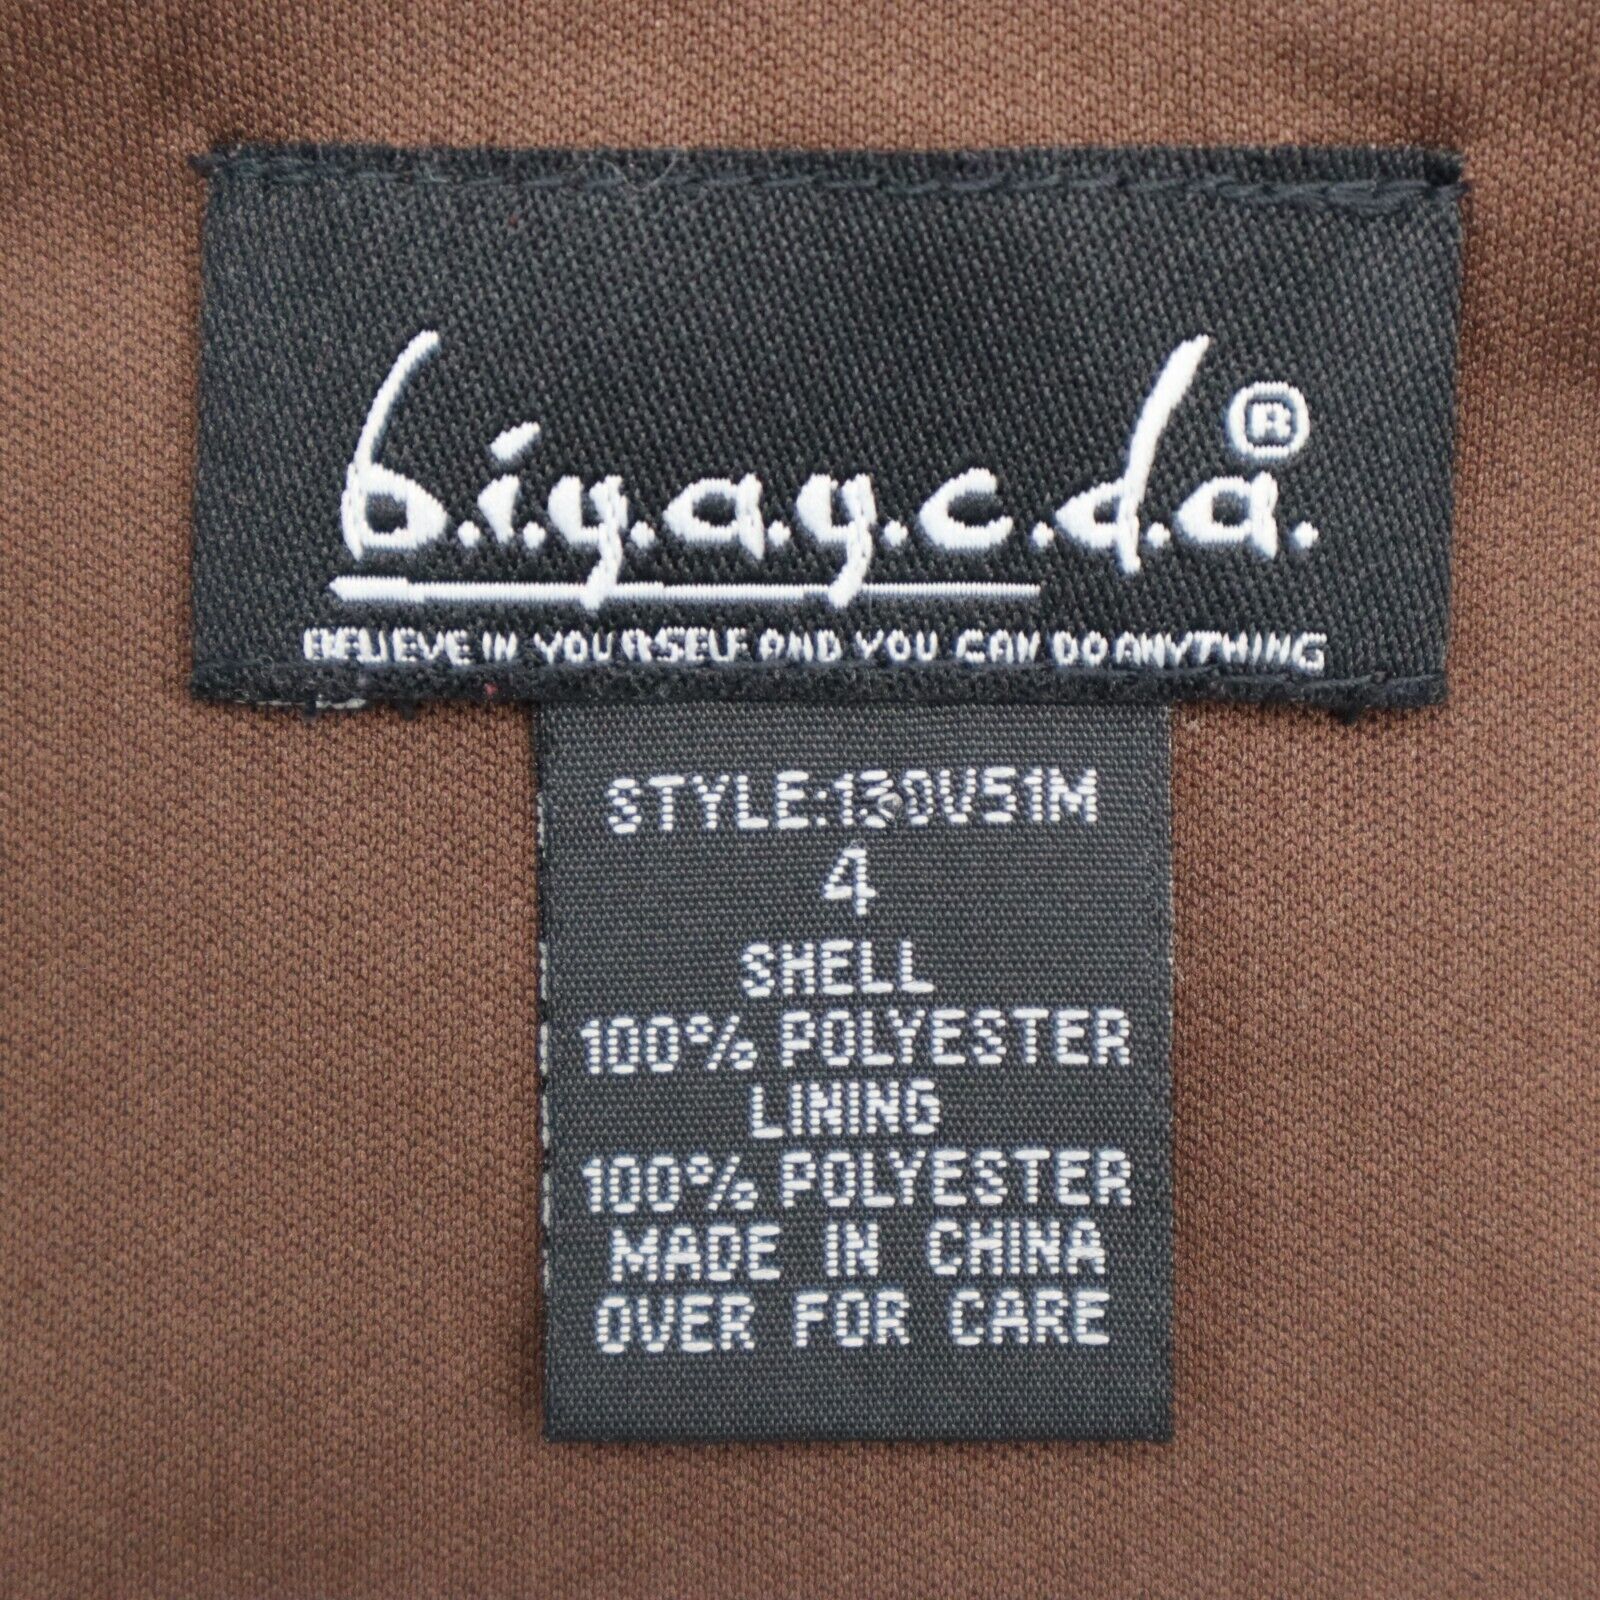 b.i.y.a.y.c.d.a.®
BELIEVE IN YOURSELF AND YOU CAN DO ANYTHING
STYLE:130V51M
4
SHELL
100% POLYESTER
LINING
100% POLYESTER
MADE IN CHINA
OVER FOR CARE